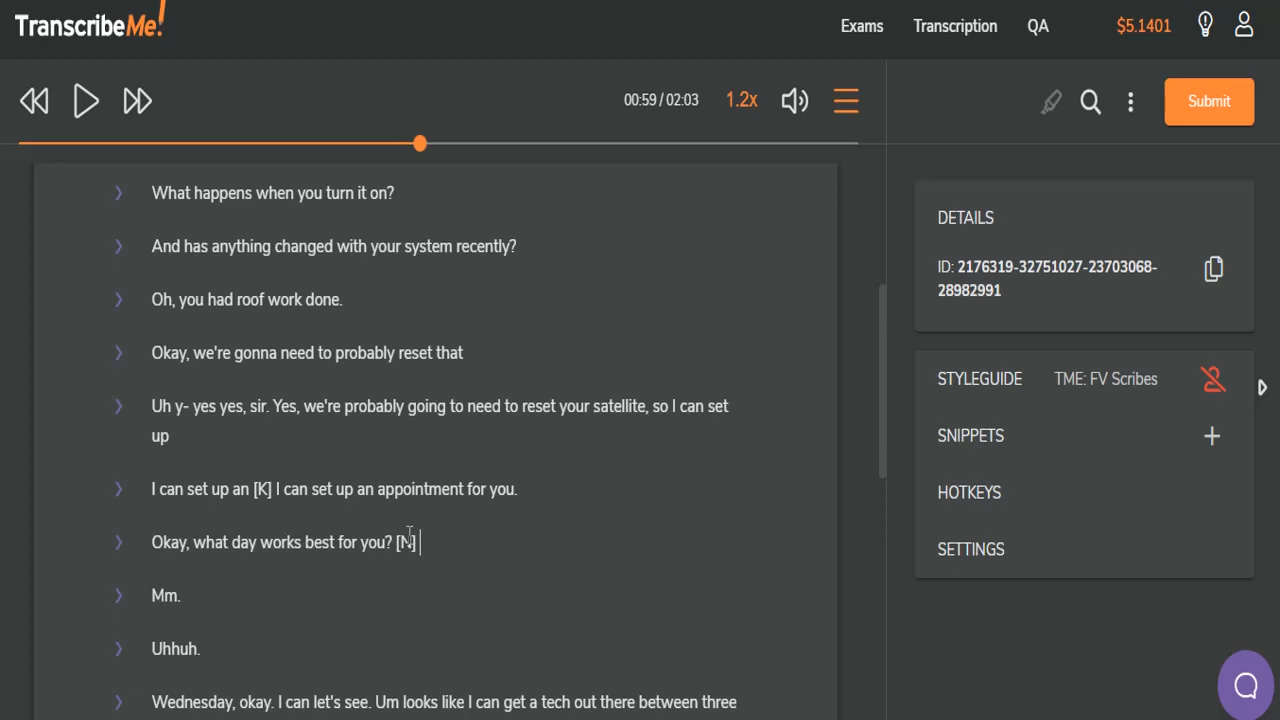 TranscribeMe!
Exams Transcription QA $5.1401
00:59 / 02:03 1.2x
Submit
What happens when you turn it on?
And has anything changed with your system recently?
Oh, you had roof work done.
Okay, we're gonna need to probably reset that
Uh y- yes yes, sir. Yes, we're probably going to need to reset your satellite, so I can set
up
I can set up an [K] I can set up an appointment for you.
Okay, what day works best for you? [N]
Mm.
Uhhuh.
Wednesday, okay. I can let's see. Um looks like I can get a tech out there between three
DETAILS
ID: 2176319-32751027-23703068-
28982991
STYLEGUIDE TME: FV Scribes
SNIPPETS
HOTKEYS
SETTINGS